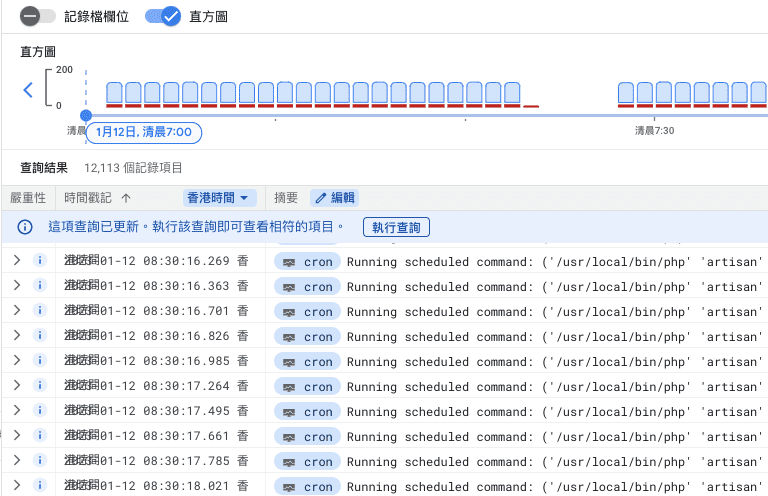 記錄檔欄位 直方圖
直方圖
200
0
清晨 1月12日, 清晨7:00 清晨7:30
查詢結果 12,113 個記錄項目
嚴重性 時間戳記 ↑ 香港時間 摘要 編輯
這項查詢已更新。執行該查詢即可查看相符的項目。 執行查詢
01-12 08:30:16.269 香 cron Running scheduled command: ('/usr/local/bin/php' 'artisan'
01-12 08:30:16.363 香 cron Running scheduled command: ('/usr/local/bin/php' 'artisan'
01-12 08:30:16.701 香 cron Running scheduled command: ('/usr/local/bin/php' 'artisan'
01-12 08:30:16.826 香 cron Running scheduled command: ('/usr/local/bin/php' 'artisan'
01-12 08:30:16.985 香 cron Running scheduled command: ('/usr/local/bin/php' 'artisan'
01-12 08:30:17.264 香 cron Running scheduled command: ('/usr/local/bin/php' 'artisan'
01-12 08:30:17.495 香 cron Running scheduled command: ('/usr/local/bin/php' 'artisan'
01-12 08:30:17.661 香 cron Running scheduled command: ('/usr/local/bin/php' 'artisan'
01-12 08:30:17.785 香 cron Running scheduled command: ('/usr/local/bin/php' 'artisan'
01-12 08:30:18.021 香 cron Running scheduled command: ('/usr/local/bin/php' 'artisan'